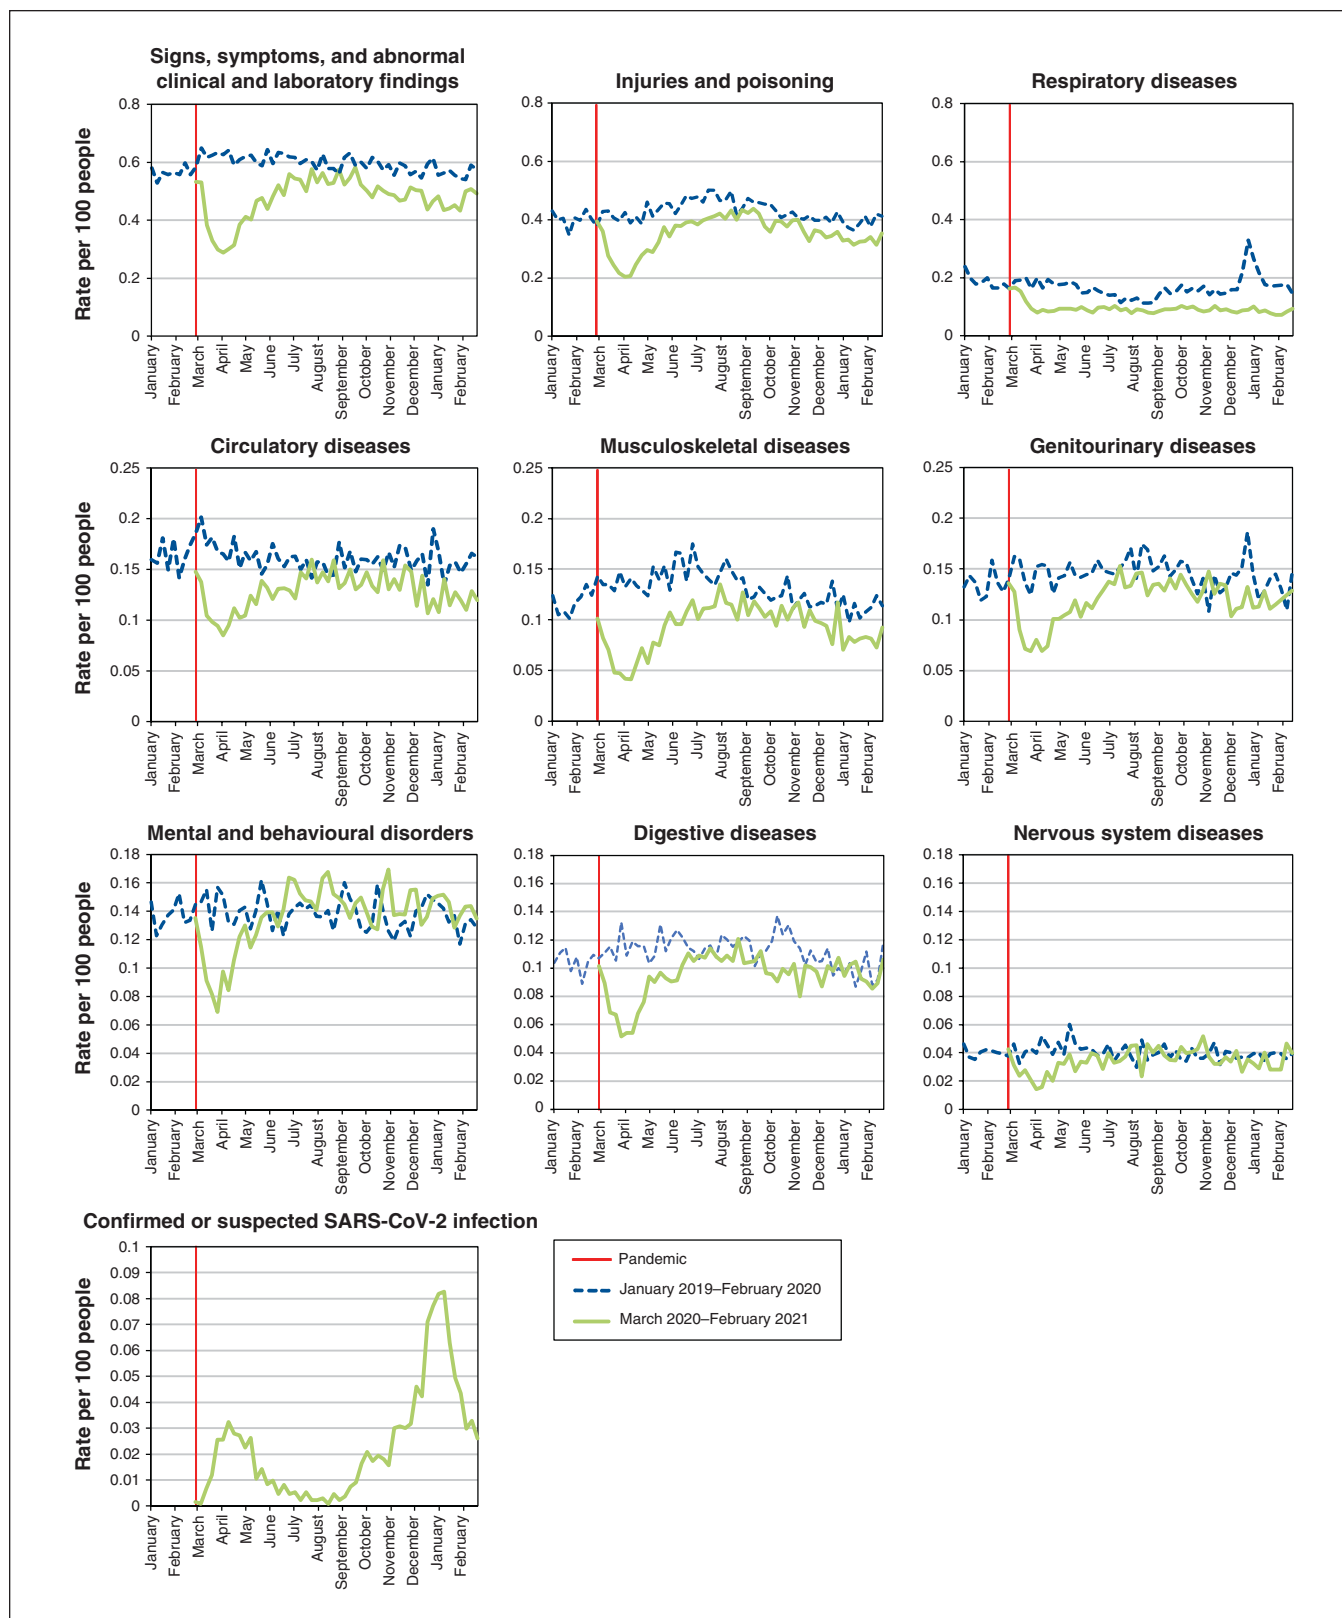 Signs, symptoms, and abnormal
clinical and laboratory findings
Rate per 100 people
0.8
0.6
0.4
0.2
0
January
February
March
April
May
June
July
August
September
October
November
December
January
February
Injuries and poisoning
0.8
0.6
0.4
0.2
0
January
February
March
April
May
June
July
August
September
October
November
December
January
February
Respiratory diseases
0.8
0.6
0.4
0.2
0
January
February
March
April
May
June
July
August
September
October
November
December
January
February
Circulatory diseases
Rate per 100 people
0.25
0.2
0.15
0.1
0.05
0
January
February
March
April
May
June
July
August
September
October
November
December
January
February
Musculoskeletal diseases
0.25
0.2
0.15
0.1
0.05
0
January
February
March
April
May
June
July
August
September
October
November
December
January
February
Genitourinary diseases
0.25
0.2
0.15
0.1
0.05
0
January
February
March
April
May
June
July
August
September
October
November
December
January
February
Mental and behavioural disorders
Rate per 100 people
0.18
0.16
0.14
0.12
0.1
0.08
0.06
0.04
0.02
0
January
February
March
April
May
June
July
August
September
October
November
December
January
February
Digestive diseases
0.18
0.16
0.14
0.12
0.1
0.08
0.06
0.04
0.02
0
January
February
March
April
May
June
July
August
September
October
November
December
January
February
Nervous system diseases
0.18
0.16
0.14
0.12
0.1
0.08
0.06
0.04
0.02
0
January
February
March
April
May
June
July
August
September
October
November
December
January
February
Confirmed or suspected SARS-CoV-2 infection
Rate per 100 people
0.1
0.09
0.08
0.07
0.06
0.05
0.04
0.03
0.02
0.01
0
January
February
March
April
May
June
July
August
September
October
November
December
January
February
Pandemic
January 2019–February 2020
March 2020–February 2021